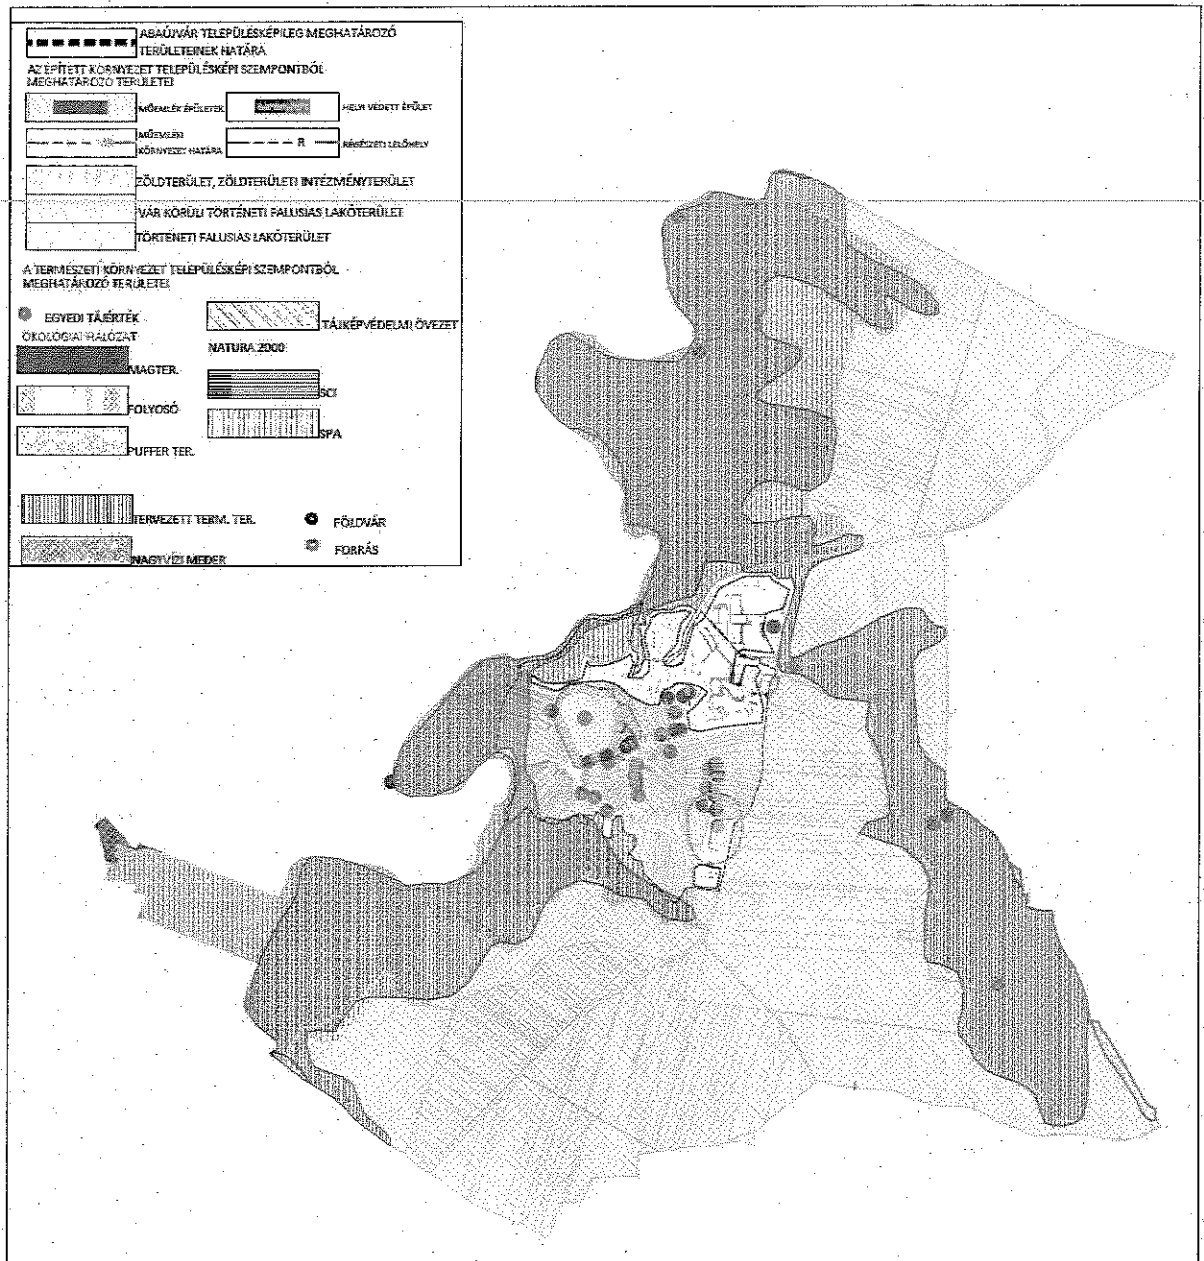 ABAÚJVÁR TELEPÜLÉSKÉPILEG MEGHATÁROZÓ
TERÜLETEINEK HATÁRA
AZ ÉPÍTETT KÖRNYEZET TELEPÜLÉSKÉPI SZEMPONTBÓL
MEGHATÁROZÓ TERÜLETEI
MŰEMLÉK ÉPÜLETEK
HELYI VÉDETT ÉPÜLET
MŰEMLÉKI
KÖRNYEZET HATÁRA
R
RÉGÉSZETI LELŐHELY
ZÖLDTERÜLET, ZÖLDTERÜLETI INTÉZMÉNYTERÜLET
VÁR KÖRÜLI TÖRTÉNETI FALUSIAS LAKÓTERÜLET
TÖRTÉNETI FALUSIAS LAKÓTERÜLET
A TERMÉSZETI KÖRNYEZET TELEPÜLÉSKÉPI SZEMPONTBÓL
MEGHATÁROZÓ TERÜLETEI
EGYEDI TÁJÉRTÉK
TÁJKÉPVÉDELMI ÖVEZET
ÖKOLÓGIAI HÁLÓZAT
NATURA 2000
MAGTER.
SCI
FOLYOSÓ
SPA
PUFFER TER.
TERVEZETT TERM. TER.
FÖLDVÁR
NAGYVÍZI MEDER
FORRÁS